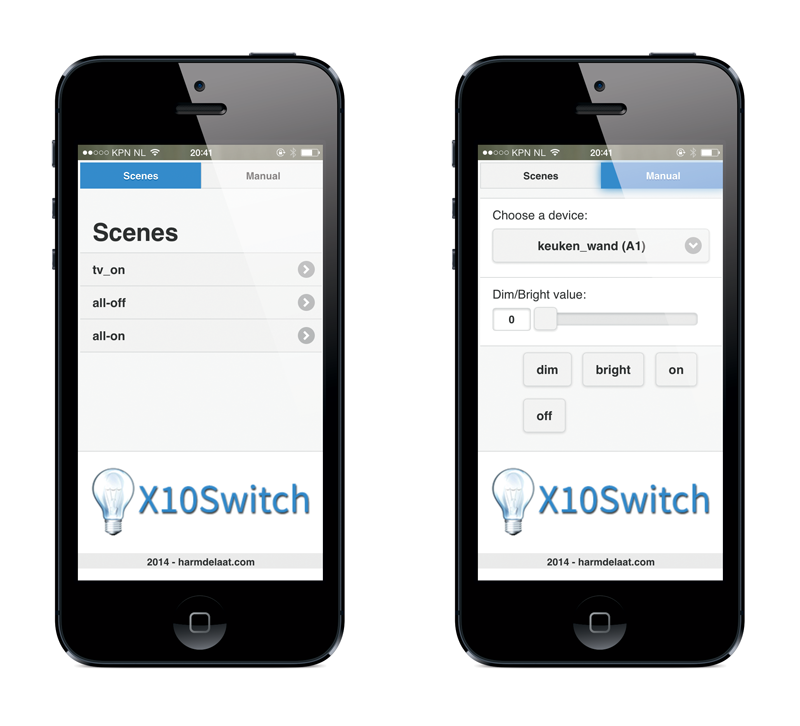 KPN NL 20:41
Scenes Manual
Scenes
tv_on
all-off
all-on
X10Switch
2014 - harmdelaat.com
KPN NL 20:41
Scenes Manual
Choose a device:
keuken_wand (A1)
Dim/Bright value:
0
dim bright on
off
X10Switch
2014 - harmdelaat.com